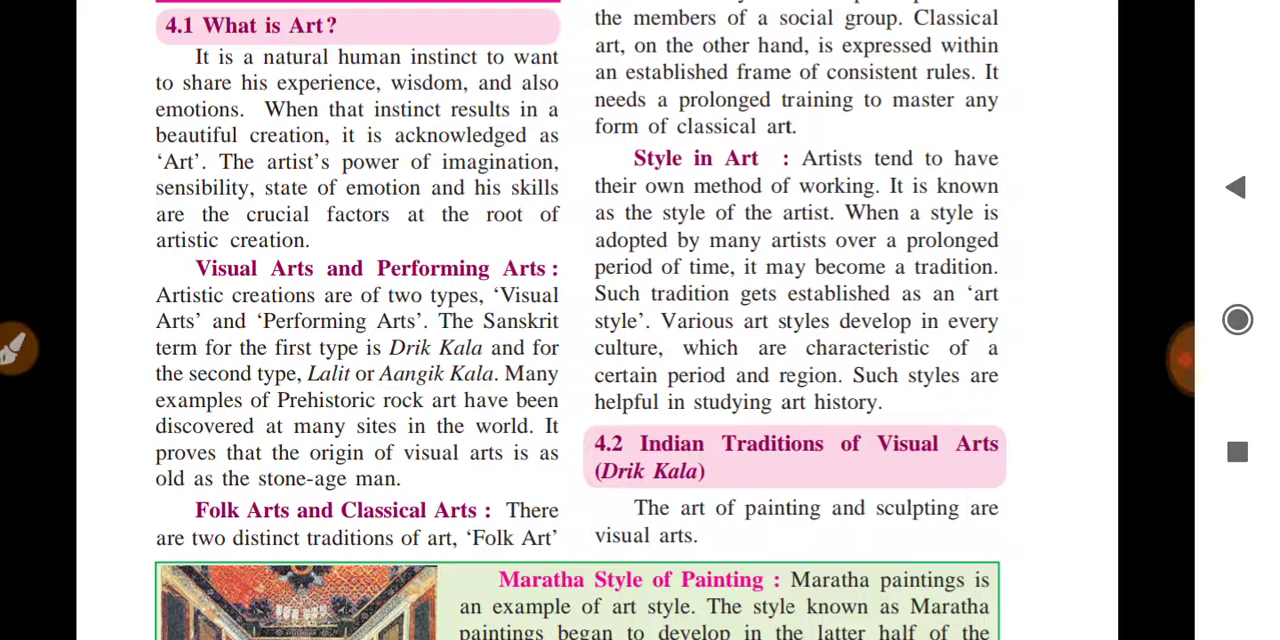 4.1 What is Art?
It is a natural human instinct to want
to share his experience, wisdom, and also
emotions. When that instinct results in a
beautiful creation, it is acknowledged as
‘Art’. The artist’s power of imagination,
sensibility, state of emotion and his skills
are the crucial factors at the root of
artistic creation.
Visual Arts and Performing Arts :
Artistic creations are of two types, ‘Visual
Arts’ and ‘Performing Arts’. The Sanskrit
term for the first type is Drik Kala and for
the second type, Lalit or Aangik Kala. Many
examples of Prehistoric rock art have been
discovered at many sites in the world. It
proves that the origin of visual arts is as
old as the stone-age man.
Folk Arts and Classical Arts : There
are two distinct traditions of art, ‘Folk Art’
the members of a social group. Classical
art, on the other hand, is expressed within
an established frame of consistent rules. It
needs a prolonged training to master any
form of classical art.
Style in Art : Artists tend to have
their own method of working. It is known
as the style of the artist. When a style is
adopted by many artists over a prolonged
period of time, it may become a tradition.
Such tradition gets established as an ‘art
style’. Various art styles develop in every
culture, which are characteristic of a
certain period and region. Such styles are
helpful in studying art history.
4.2 Indian Traditions of Visual Arts
(Drik Kala)
The art of painting and sculpting are
visual arts.
Maratha Style of Painting : Maratha paintings is
an example of art style. The style known as Maratha
paintings began to develop in the latter half of the